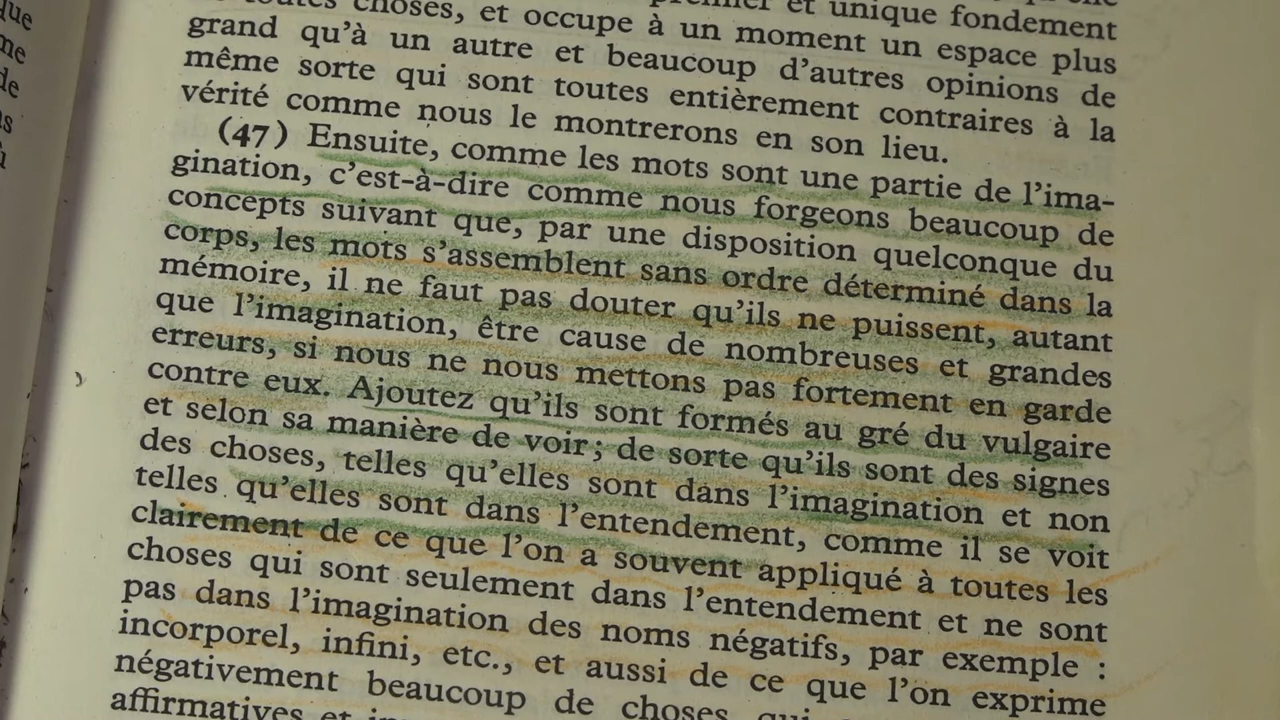 que
me
de
toutes choses, et occupe à un moment un espace plus
et unique fondement
grand qu'à un autre et beaucoup d'autres opinions de
même sorte qui sont toutes entièrement contraires à la
vérité comme nous le montrerons en son lieu.
(47) Ensuite, comme les mots sont une partie de l'ima-
gination, c'est-à-dire comme nous forgeons beaucoup de
concepts suivant que, par une disposition quelconque du
corps, les mots s'assemblent sans ordre déterminé dans la
mémoire, il ne faut pas douter qu'ils ne puissent, autant
que l'imagination, être cause de nombreuses et grandes
erreurs, si nous ne nous mettons pas fortement en garde
contre eux. Ajoutez qu'ils sont formés au gré du vulgaire
et selon sa manière de voir; de sorte qu'ils sont des signes
des choses, telles qu'elles sont dans l'imagination et non
telles qu'elles sont dans l'entendement, comme il se voit
clairement de ce que l'on a souvent appliqué à toutes les
choses qui sont seulement dans l'entendement et ne sont
pas dans l'imagination des noms négatifs, par exemple :
incorporel, infini, etc., et aussi de ce que l'on exprime
négativement beaucoup de choses qui
affirmatives et